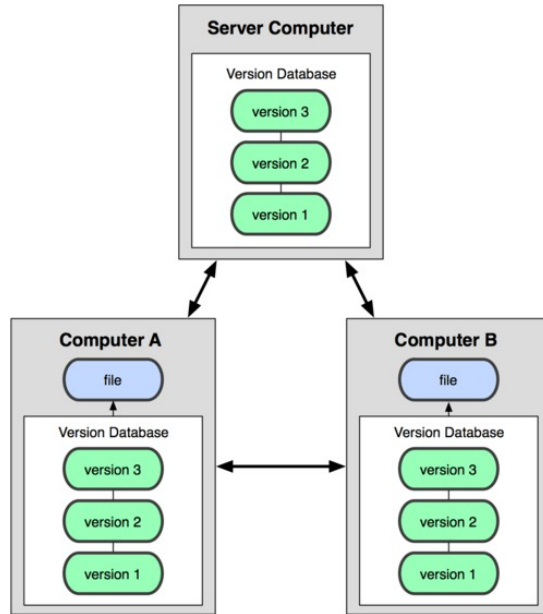 Server Computer
Version Database
version 3
version 2
version 1
Computer A
file
Version Database
version 3
version 2
version 1
Computer B
file
Version Database
version 3
version 2
version 1